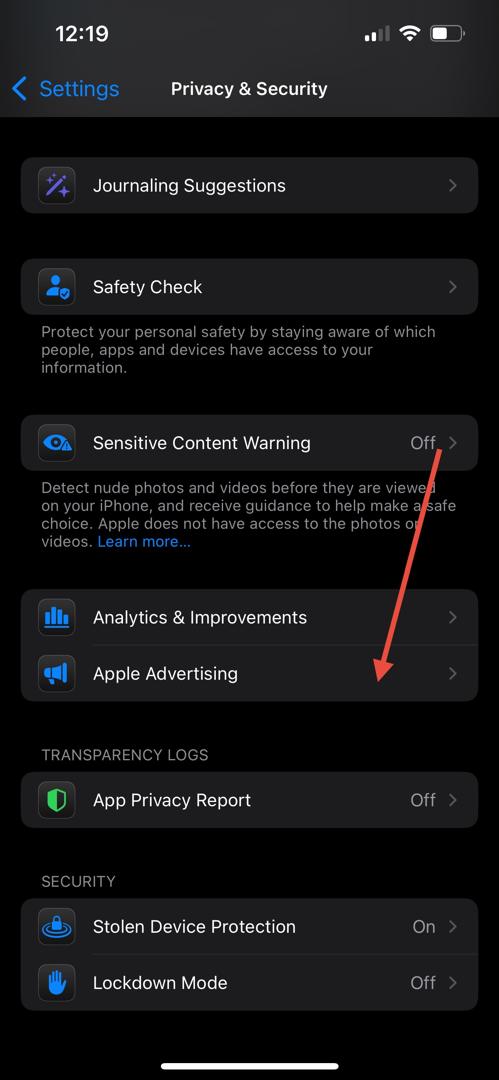 12:19
Settings
Privacy & Security
Journaling Suggestions
Safety Check
Protect your personal safety by staying aware of which
people, apps and devices have access to your
information.
Sensitive Content Warning Off
Detect nude photos and videos before they are viewed
on your iPhone, and receive guidance to help make a safe
choice. Apple does not have access to the photos or
videos. Learn more...
Analytics & Improvements
Apple Advertising
TRANSPARENCY LOGS
App Privacy Report Off
SECURITY
Stolen Device Protection On
Lockdown Mode Off